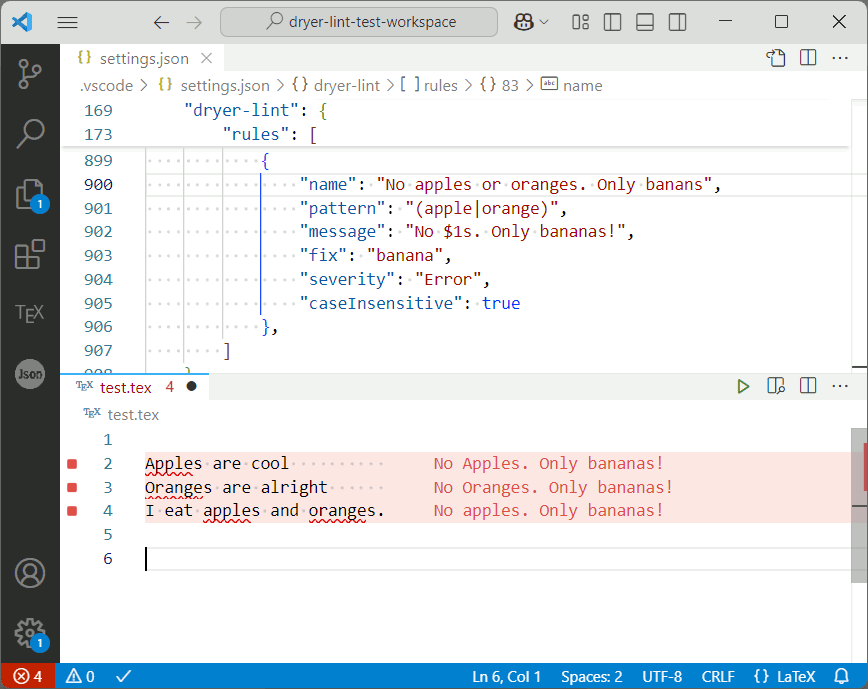 dryer-lint-test-workspace
{} settings.json
.vscode > {} settings.json > {} dryer-lint > [ ] rules > {} 83 > abc name
169 "dryer-lint": {
173 "rules": [
899 {
900 "name": "No apples or oranges. Only banans",
901 "pattern": "(apple|orange)",
902 "message": "No $1s. Only bananas!",
903 "fix": "banana",
904 "severity": "Error",
905 "caseInsensitive": true
906 },
907 ]
908 }
1
TEX
Json
TEX test.tex 4
TEX test.tex
1
2 Apples are cool No Apples. Only bananas!
3 Oranges are alright No Oranges. Only bananas!
4 I eat apples and oranges. No apples. Only bananas!
5
6
1
4 0 Ln 6, Col 1 Spaces: 2 UTF-8 CRLF {} LaTeX